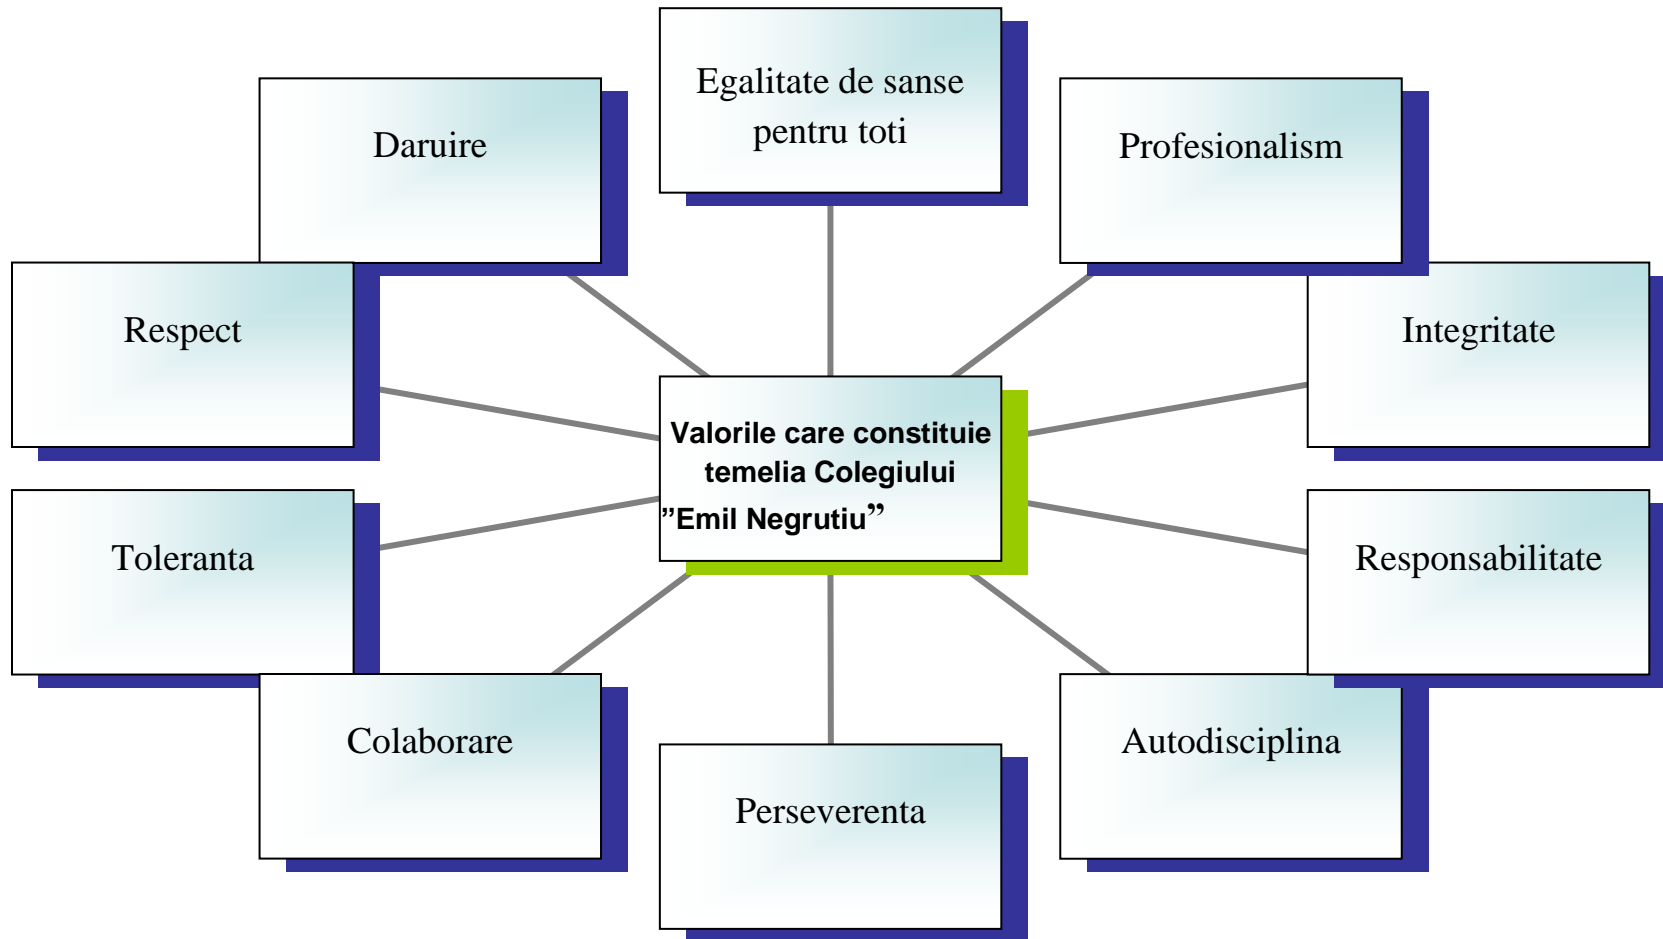 Egalitate de sanse
pentru toti
Daruire
Profesionalism
Respect
Integritate
Valorile care constituie
temelia Colegiului
”Emil Negrutiu”
Toleranta
Responsabilitate
Colaborare
Autodisciplina
Perseverenta